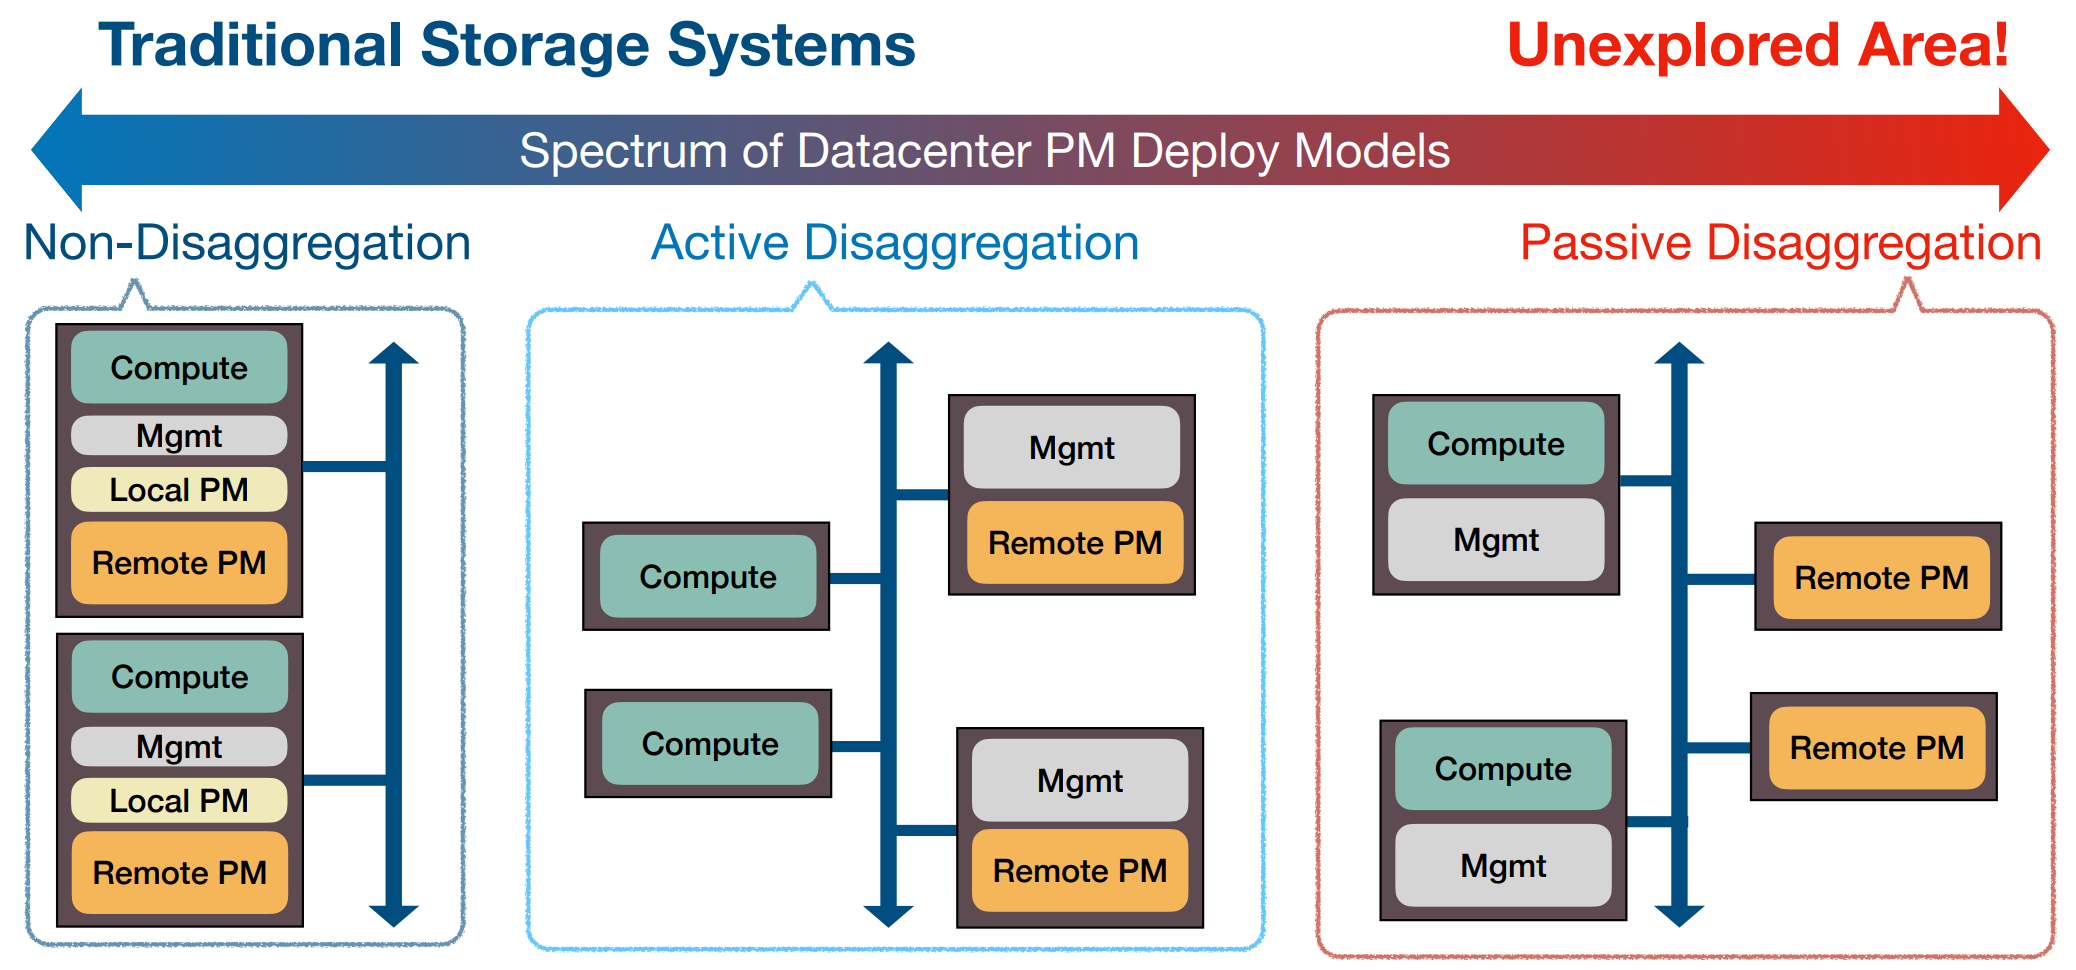 Traditional Storage Systems
Unexplored Area!
Spectrum of Datacenter PM Deploy Models
Non-Disaggregation
Active Disaggregation
Passive Disaggregation
Compute
Mgmt
Local PM
Remote PM
Compute
Mgmt
Local PM
Remote PM
Compute
Compute
Mgmt
Remote PM
Mgmt
Remote PM
Compute
Mgmt
Compute
Mgmt
Remote PM
Remote PM